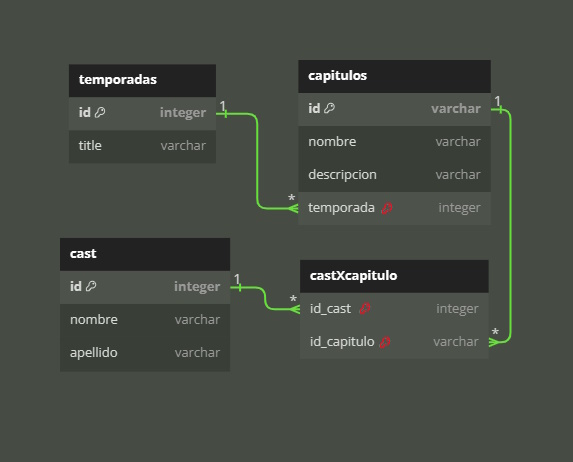 temporadas
id integer
title varchar
1
*
capitulos
id varchar
nombre varchar
descripcion varchar
temporada integer
1
cast
id integer
nombre varchar
apellido varchar
1
*
castXcapitulo
id_cast integer
id_capitulo varchar
*